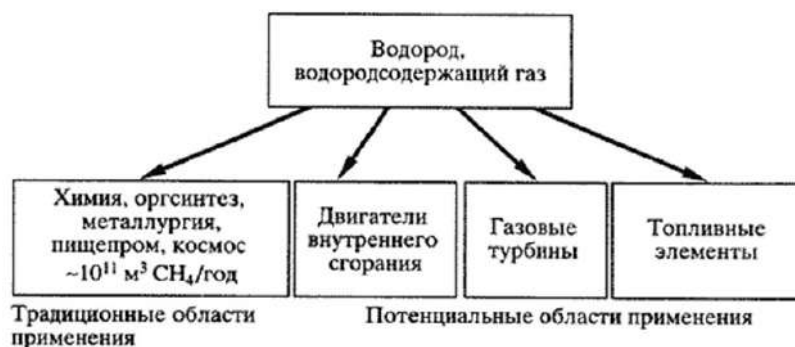 Водород,
водородсодержащий газ
Химия, оргсинтез,
металлургия,
пищепром, космос
~10¹¹ м³ CH₄/год
Двигатели
внутреннего
сгорания
Газовые
турбины
Топливные
элементы
Традиционные области
применения
Потенциальные области применения